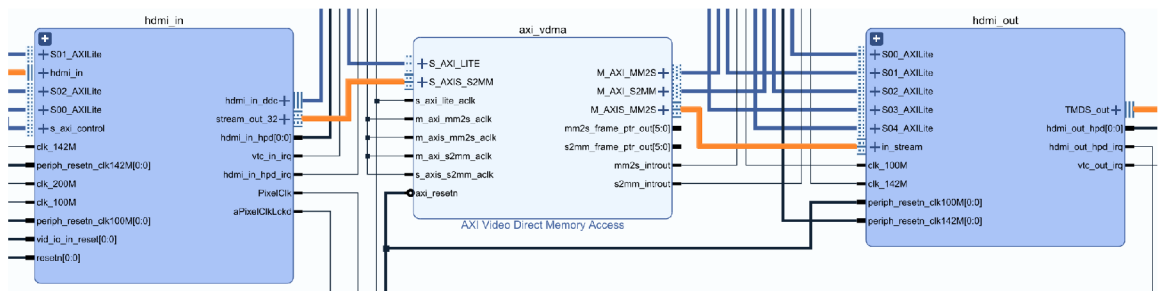 hdmi_in
S01_AXILite
hdmi_in
S02_AXILite
S00_AXILite
s_axi_control
clk_142M
periph_resetn_clk142M[0:0]
clk_200M
clk_100M
periph_resetn_clk100M[0:0]
vid_io_in_reset[0:0]
resetn[0:0]
hdmi_in_ddc
stream_out_32
hdmi_in_hpd[0:0]
vtc_in_irq
hdmi_in_hpd_irq
PixelClk
aPixelClkLckd
axi_vdma
S_AXI_LITE
S_AXIS_S2MM
s_axi_lite_aclk
m_axi_mm2s_aclk
m_axis_mm2s_aclk
m_axi_s2mm_aclk
s_axis_s2mm_aclk
axi_resetn
M_AXI_MM2S
M_AXI_S2MM
M_AXIS_MM2S
mm2s_frame_ptr_out[5:0]
s2mm_frame_ptr_out[5:0]
mm2s_introut
s2mm_introut
AXI Video Direct Memory Access
hdmi_out
S00_AXILite
S01_AXILite
S02_AXILite
S03_AXILite
S04_AXILite
in_stream
clk_100M
clk_142M
periph_resetn_clk100M[0:0]
periph_resetn_clk142M[0:0]
TMDS_out
hdmi_out_hpd[0:0]
hdmi_out_hpd_irq
vtc_out_irq